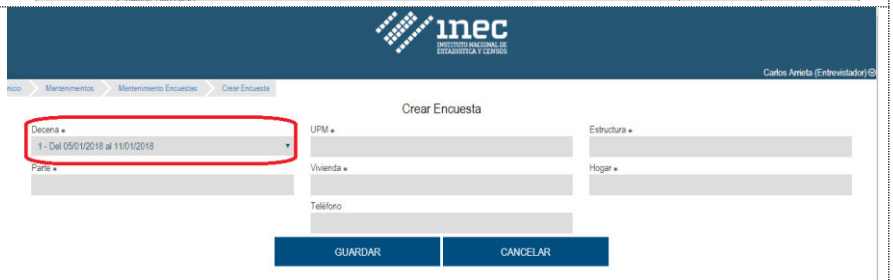 ınec
INSTITUTO NACIONAL DE
ESTADÍSTICA Y CENSOS
Carlos Arrieta (Entrevistador)
nicio Mantenimientos Mantenimiento Encuestas Crear Encuesta
Crear Encuesta
Decena * UPM * Estructura *
1 - Del 05/01/2018 al 11/01/2018
Parte * Vivienda * Hogar *
Teléfono
GUARDAR CANCELAR